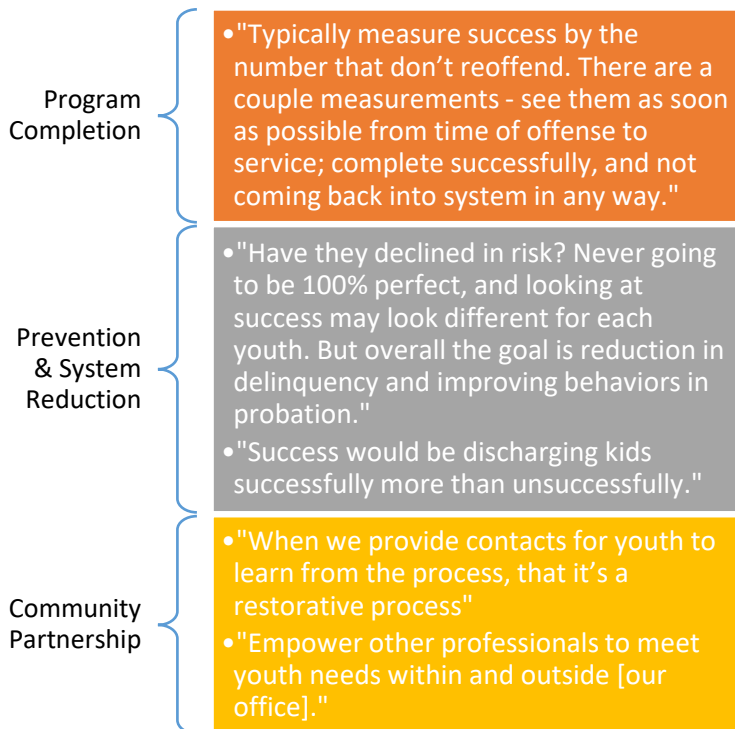 Program
Completion
•"Typically measure success by the
number that don’t reoffend. There are a
couple measurements - see them as soon
as possible from time of offense to
service; complete successfully, and not
coming back into system in any way."
Prevention
& System
Reduction
•"Have they declined in risk? Never going
to be 100% perfect, and looking at
success may look different for each
youth. But overall the goal is reduction in
delinquency and improving behaviors in
probation."
•"Success would be discharging kids
successfully more than unsuccessfully."
Community
Partnership
•"When we provide contacts for youth to
learn from the process, that it’s a
restorative process"
•"Empower other professionals to meet
youth needs within and outside [our
office]."